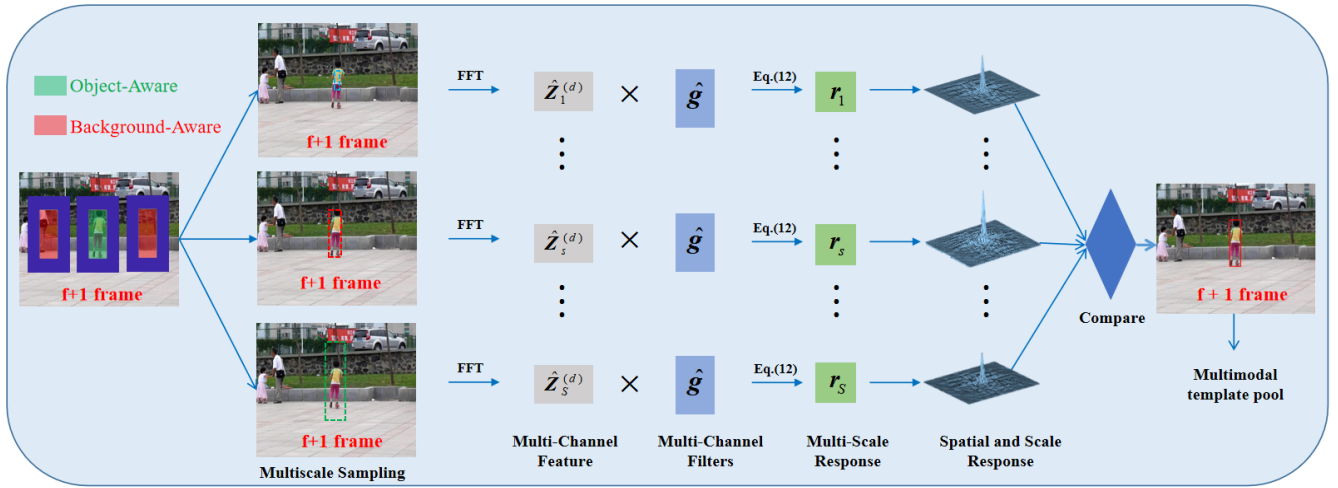 Object-Aware
Background-Aware
f+1 frame
f+1 frame
f+1 frame
f+1 frame
Multiscale Sampling
FFT
Ẑ₁⁽ᵈ⁾
×
ĝ
Eq.(12)
r₁
FFT
Ẑₛ⁽ᵈ⁾
×
ĝ
Eq.(12)
rₛ
FFT
Ẑ_S⁽ᵈ⁾
×
ĝ
Eq.(12)
r_S
Multi-Channel
Feature
Multi-Channel
Filters
Multi-Scale
Response
Spatial and Scale
Response
Compare
f + 1 frame
Multimodal
template pool